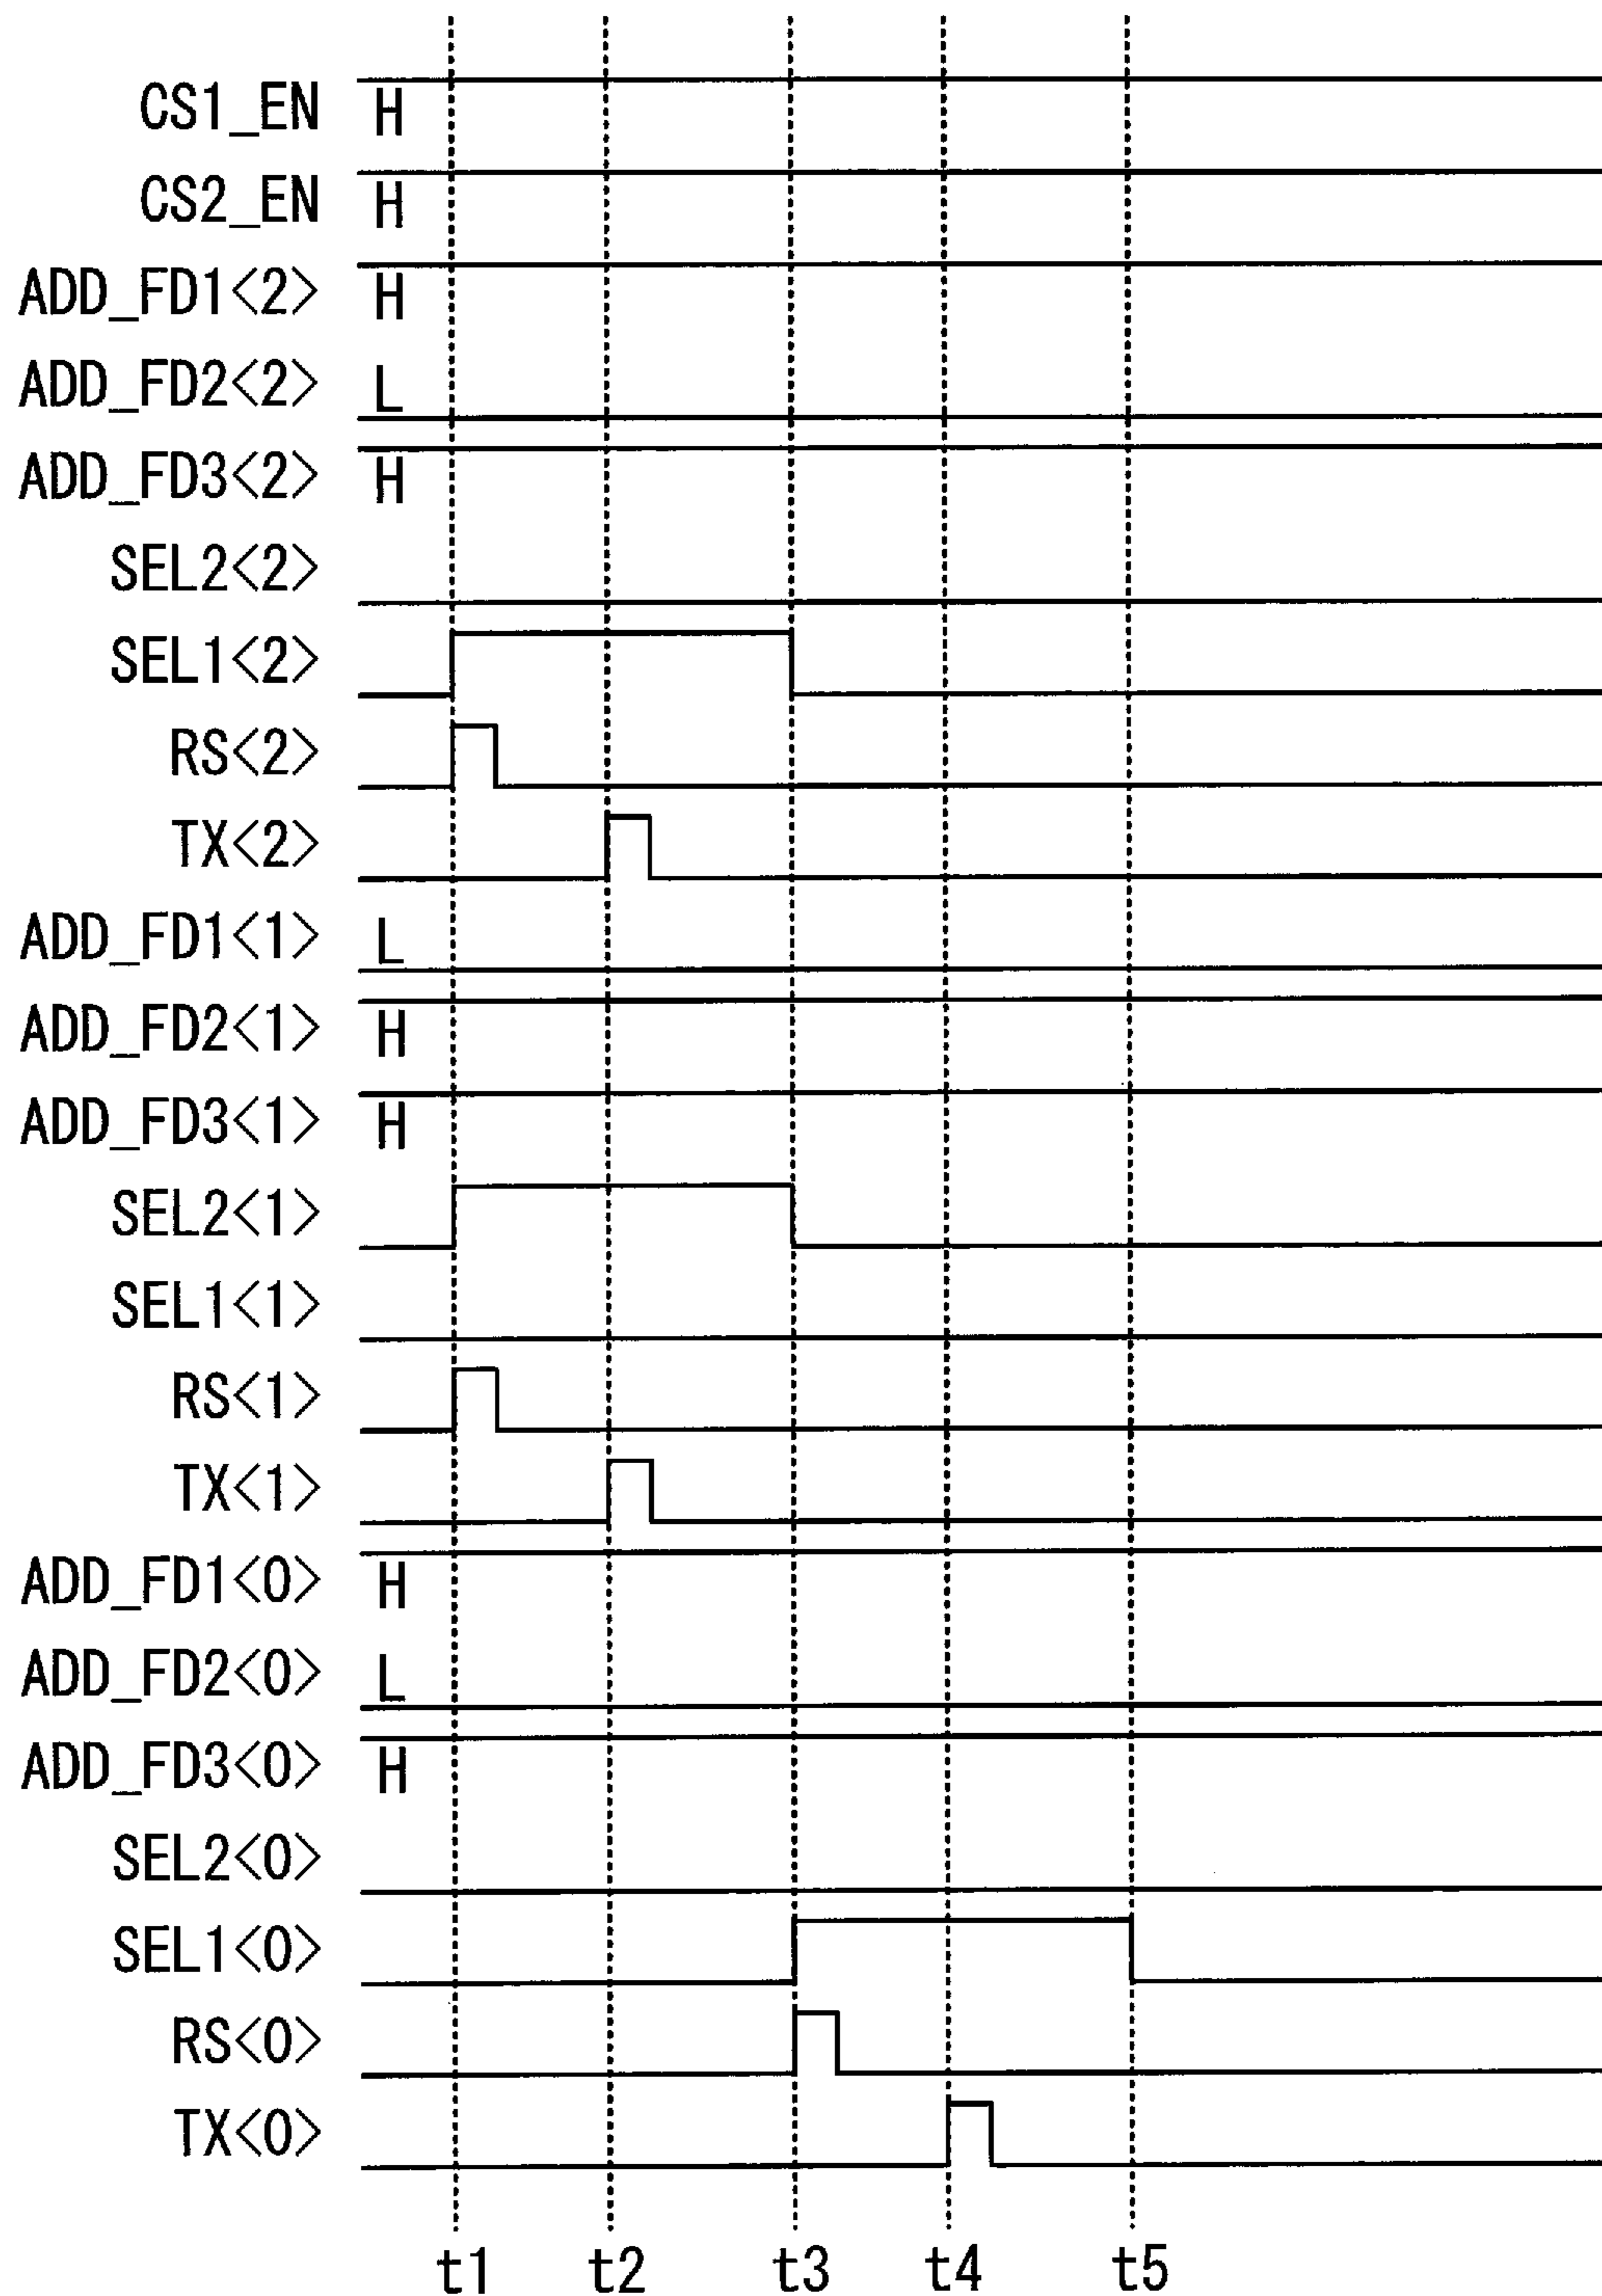 CS1_EN H
CS2_EN H
ADD_FD1<2> H
ADD_FD2<2> L
ADD_FD3<2> H
SEL2<2>
SEL1<2>
RS<2>
TX<2>
ADD_FD1<1> L
ADD_FD2<1> H
ADD_FD3<1> H
SEL2<1>
SEL1<1>
RS<1>
TX<1>
ADD_FD1<0> H
ADD_FD2<0> L
ADD_FD3<0> H
SEL2<0>
SEL1<0>
RS<0>
TX<0>
t1 t2 t3 t4 t5